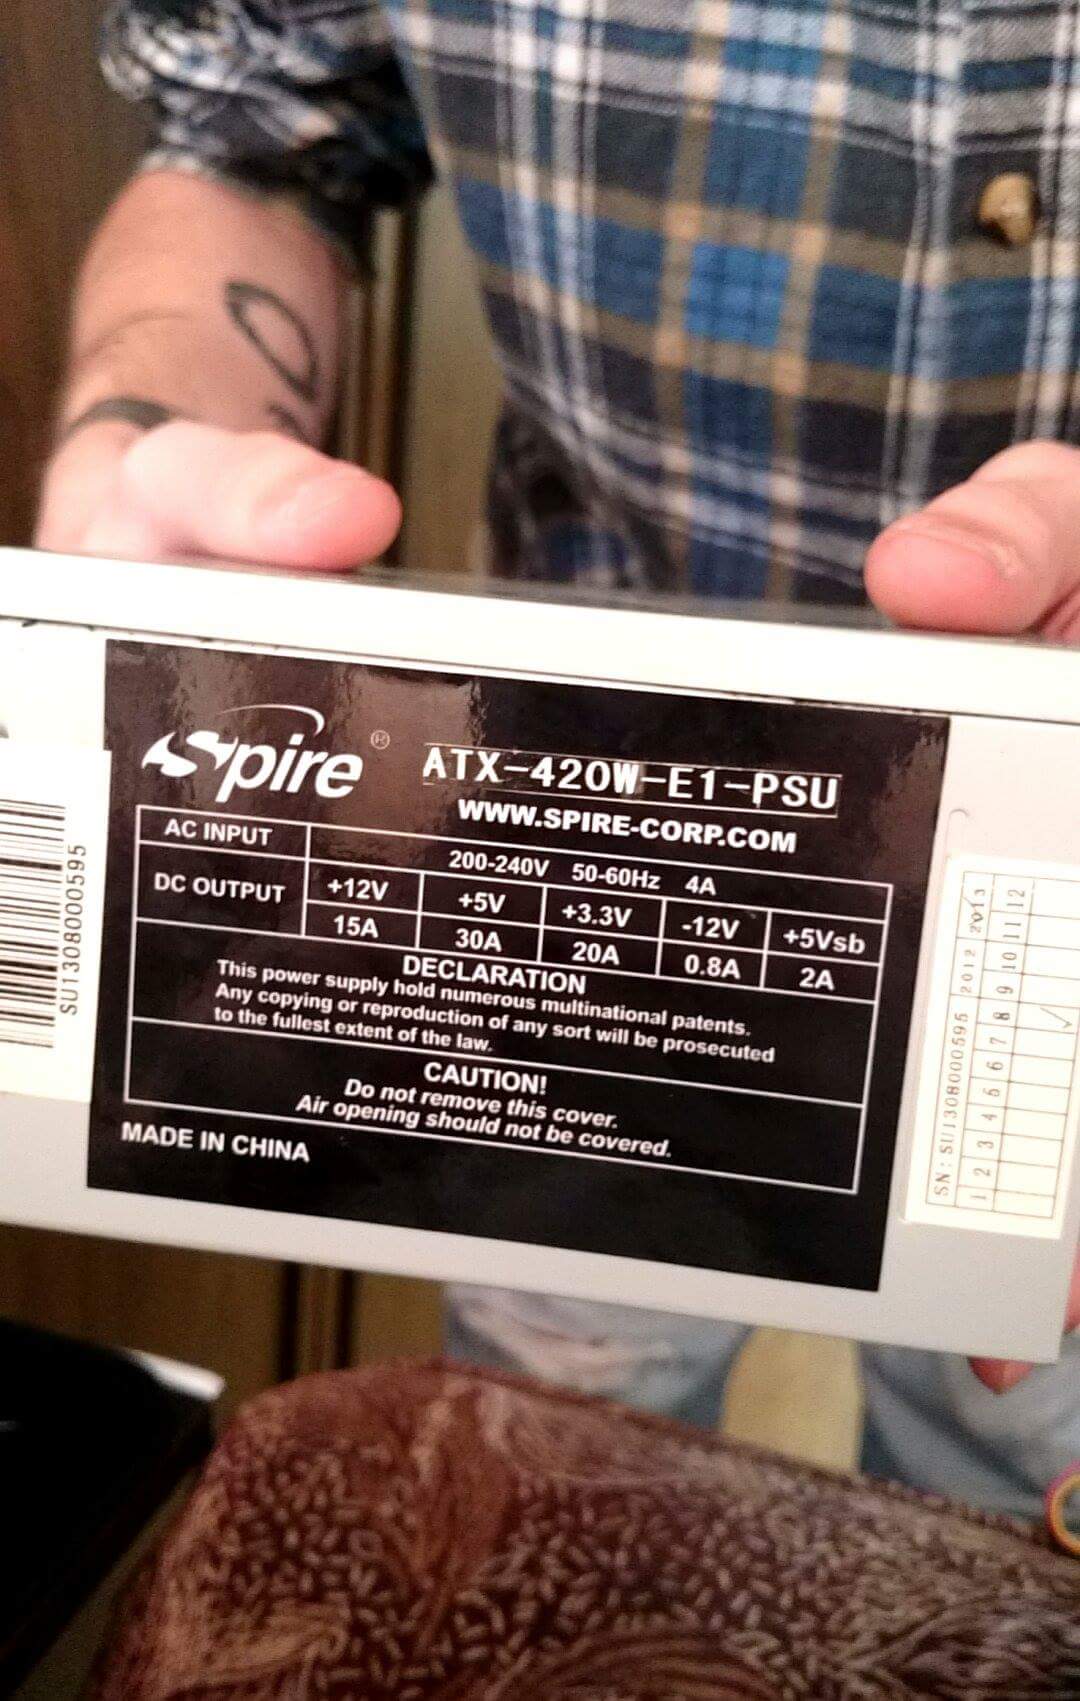 Spire®
ATX-420W-E1-PSU
WWW.SPIRE-CORP.COM
AC INPUT 200-240V 50-60Hz 4A
DC OUTPUT +12V +5V +3.3V -12V +5Vsb
15A 30A 20A 0.8A 2A
DECLARATION
This power supply hold numerous multinational patents.
Any copying or reproduction of any sort will be prosecuted
to the fullest extent of the law.
CAUTION!
Do not remove this cover.
Air opening should not be covered.
MADE IN CHINA
SU1308000595
SN: SU1308000595 2012 2013
1 2 3 4 5 6 7 8 9 10 11 12